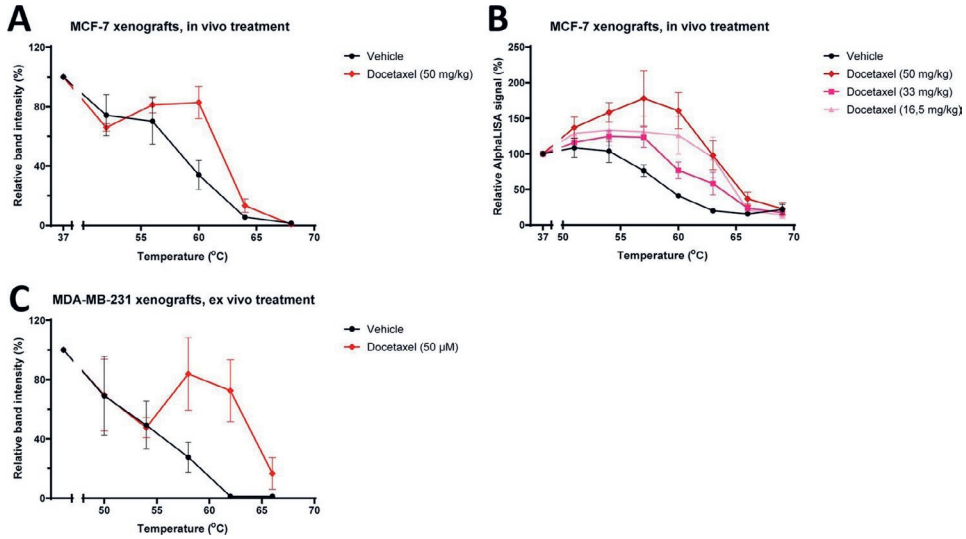 A
MCF-7 xenografts, in vivo treatment
Relative band intensity (%)
120
80
40
0
37
55
60
65
70
Temperature (°C)
Vehicle
Docetaxel (50 mg/kg)
B
MCF-7 xenografts, in vivo treatment
Relative AlphaLISA signal (%)
250
200
150
100
50
0
37
50
55
60
65
70
Temperature (°C)
Vehicle
Docetaxel (50 mg/kg)
Docetaxel (33 mg/kg)
Docetaxel (16,5 mg/kg)
C
MDA-MB-231 xenografts, ex vivo treatment
Relative band intensity (%)
120
80
40
0
37
50
55
60
65
70
Temperature (°C)
Vehicle
Docetaxel (50 µM)